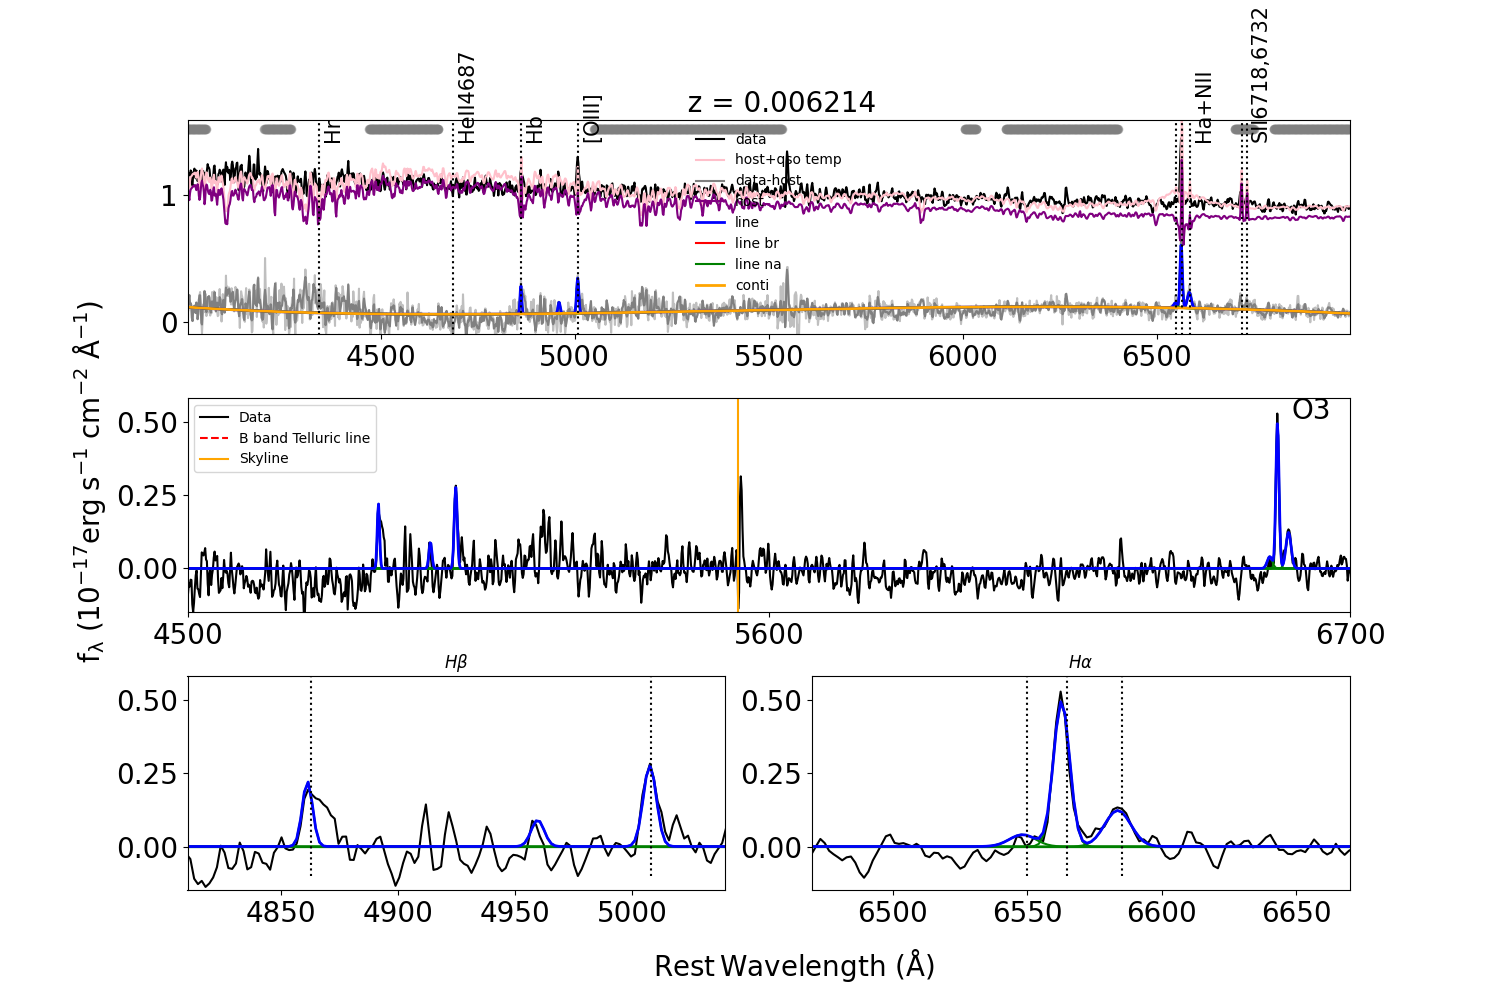 Hr
HeII4687
Hb
[OIII]
Ha+NII
SII6718,6732
z = 0.006214
data
host+qso temp
data-host
host
line
line br
line na
conti
1
0
4500 5000 5500 6000 6500
fλ (10−17erg s−1 cm−2 Å−1)
O3
Data
B band Telluric line
Skyline
0.50
0.25
0.00
4500 5600 6700
Hβ
0.50
0.25
0.00
4850 4900 4950 5000
Hα
0.50
0.25
0.00
6500 6550 6600 6650
Rest Wavelength (Å)